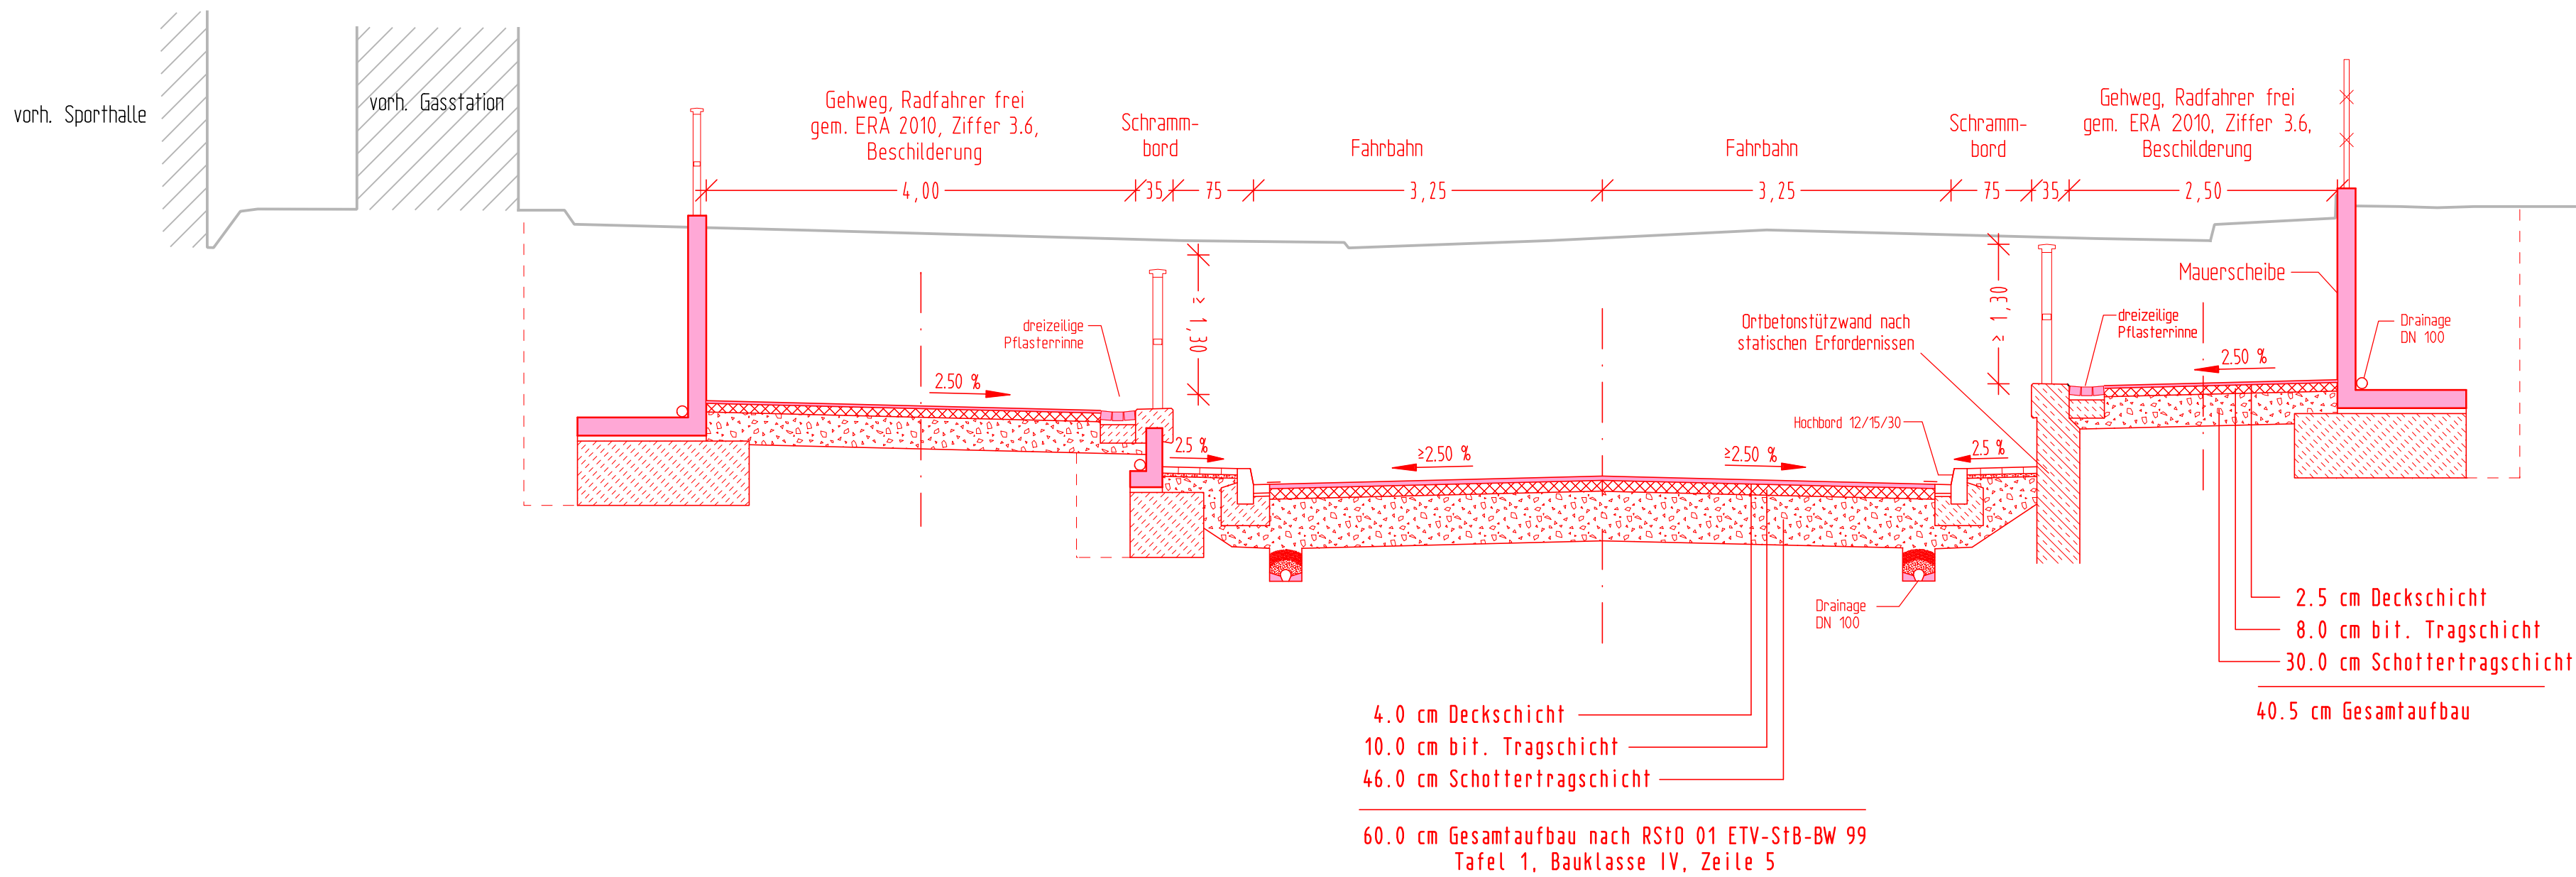 vorh. Sporthalle
vorh. Gasstation
Gehweg, Radfahrer frei
gem. ERA 2010, Ziffer 3.6,
Beschilderung
Schramm-
bord
Fahrbahn
Fahrbahn
Schramm-
bord
Gehweg, Radfahrer frei
gem. ERA 2010, Ziffer 3.6,
Beschilderung
4,00
35
75
3,25
3,25
75
35
2,50
≥ 1,30
≥ 1,30
Mauerscheibe
dreizeilige
Pflasterrinne
Ortbetonstützwand nach
statischen Erfordernissen
dreizeilige
Pflasterrinne
Drainage
DN 100
2.50 %
2.50 %
Hochbord 12/15/30
2.5 %
≥2.50 %
≥2.50 %
2.5 %
Drainage
DN 100
2.5 cm Deckschicht
8.0 cm bit. Tragschicht
30.0 cm Schottertragschicht
40.5 cm Gesamtaufbau
4.0 cm Deckschicht
10.0 cm bit. Tragschicht
46.0 cm Schottertragschicht
60.0 cm Gesamtaufbau nach RStO 01 ETV-StB-BW 99
Tafel 1, Bauklasse IV, Zeile 5